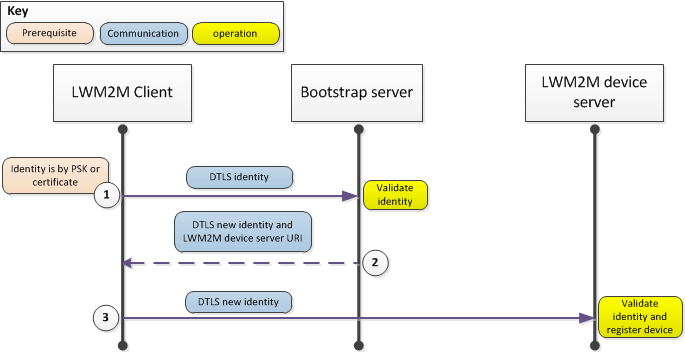 Key
Prerequisite
Communication
operation
LWM2M Client
Bootstrap server
LWM2M device
server
Identity is by PSK or
certificate
1
DTLS identity
Validate
identity
DTLS new identity and
LWM2M device server URI
2
3
DTLS new identity
Validate
identity and
register device